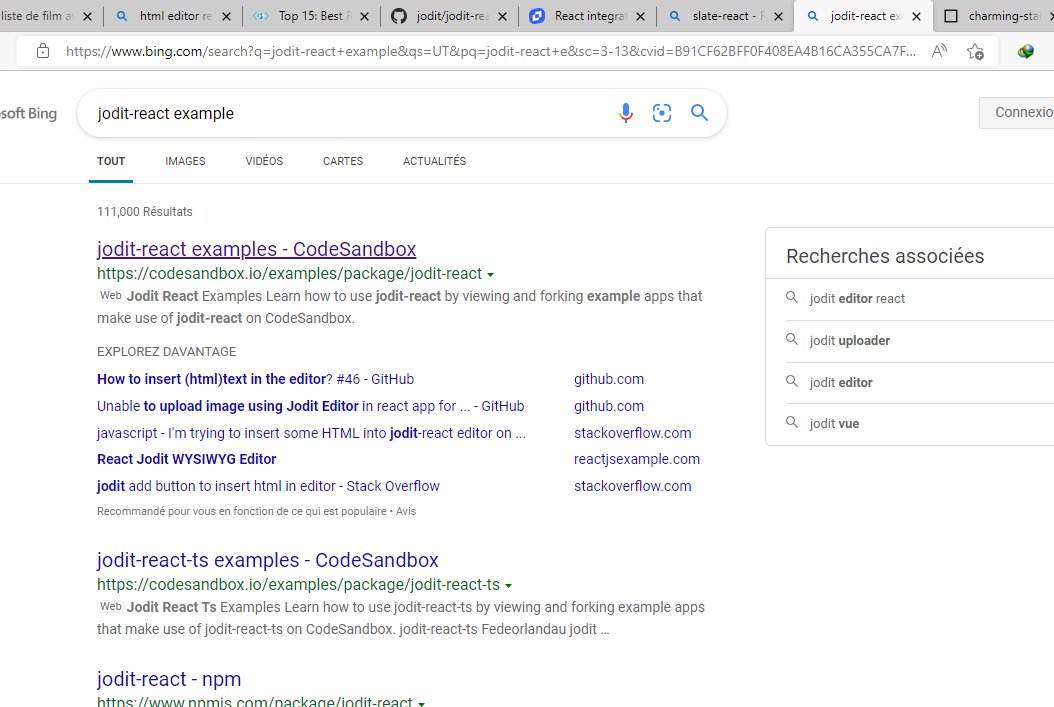 liste de film a
html editor re
Top 15: Best R
jodit/jodit-rea
React integrat
slate-react - F
jodit-react ex
charming-star
https://www.bing.com/search?q=jodit-react+example&qs=UT&pq=jodit-react+e&sc=3-13&cvid=B91CF62BFF0F408EA4B16CA355CA7F...
osoft Bing
jodit-react example
Connexio
TOUT IMAGES VIDÉOS CARTES ACTUALITÉS
111,000 Résultats
jodit-react examples - CodeSandbox
https://codesandbox.io/examples/package/jodit-react
Web Jodit React Examples Learn how to use jodit-react by viewing and forking example apps that
make use of jodit-react on CodeSandbox.
EXPLOREZ DAVANTAGE
How to insert (html)text in the editor? #46 - GitHub github.com
Unable to upload image using Jodit Editor in react app for ... - GitHub github.com
javascript - I'm trying to insert some HTML into jodit-react editor on ... stackoverflow.com
React Jodit WYSIWYG Editor reactjsexample.com
jodit add button to insert html in editor - Stack Overflow stackoverflow.com
Recommandé pour vous en fonction de ce qui est populaire • Avis
jodit-react-ts examples - CodeSandbox
https://codesandbox.io/examples/package/jodit-react-ts
Web Jodit React Ts Examples Learn how to use jodit-react-ts by viewing and forking example apps
that make use of jodit-react-ts on CodeSandbox. jodit-react-ts Fedeorlandau jodit ...
jodit-react - npm
https://www.npmjs.com/package/jodit-react
Recherches associées
jodit editor react
jodit uploader
jodit editor
jodit vue